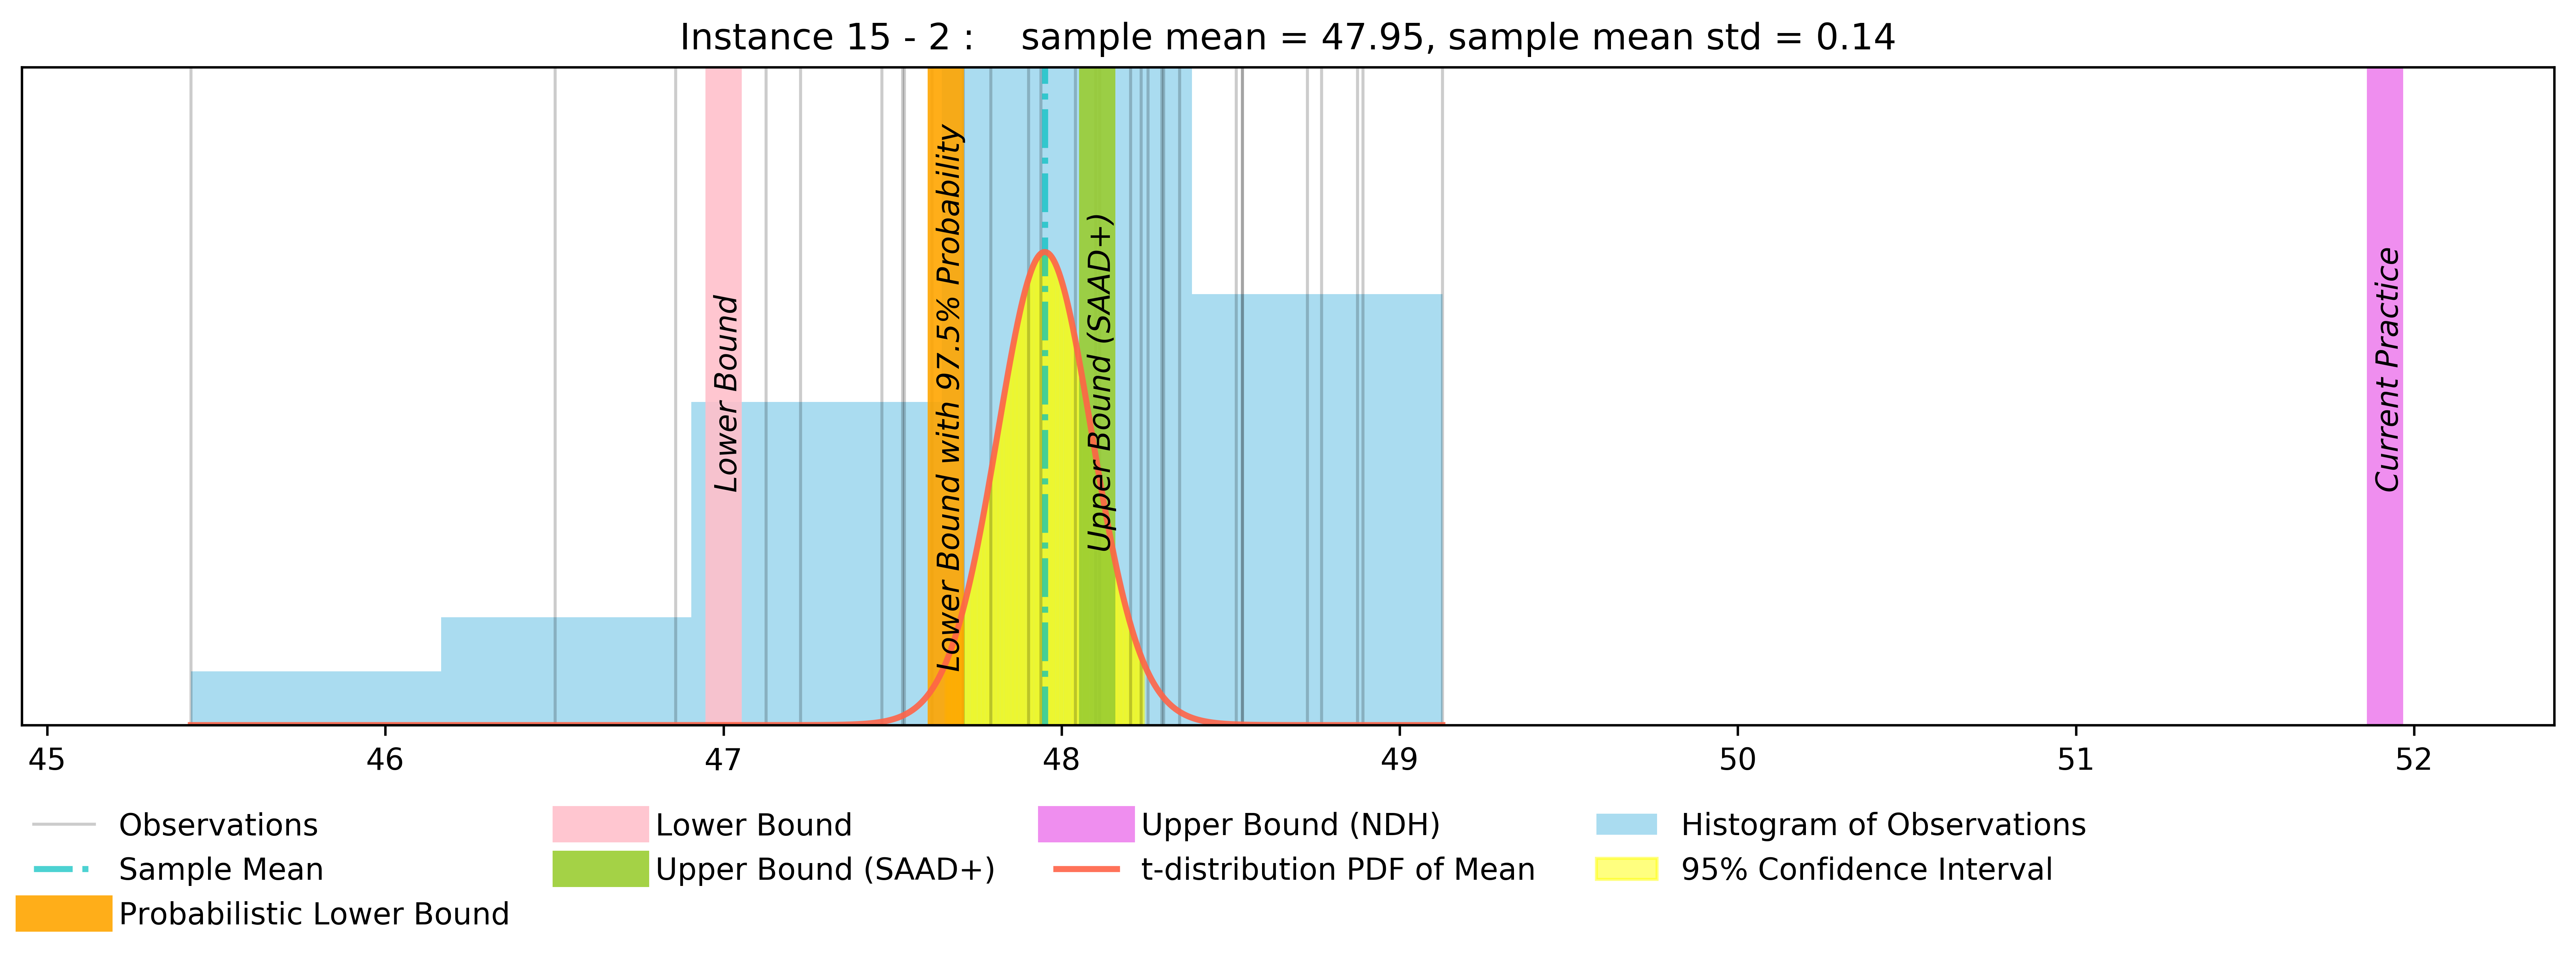 Instance 15 - 2 :    sample mean = 47.95, sample mean std = 0.14
Lower Bound
Lower Bound with 97.5% Probability
Upper Bound (SAAD+)
Current Practice
45 46 47 48 49 50 51 52
Observations
Sample Mean
Probabilistic Lower Bound
Lower Bound
Upper Bound (SAAD+)
Upper Bound (NDH)
t-distribution PDF of Mean
Histogram of Observations
95% Confidence Interval